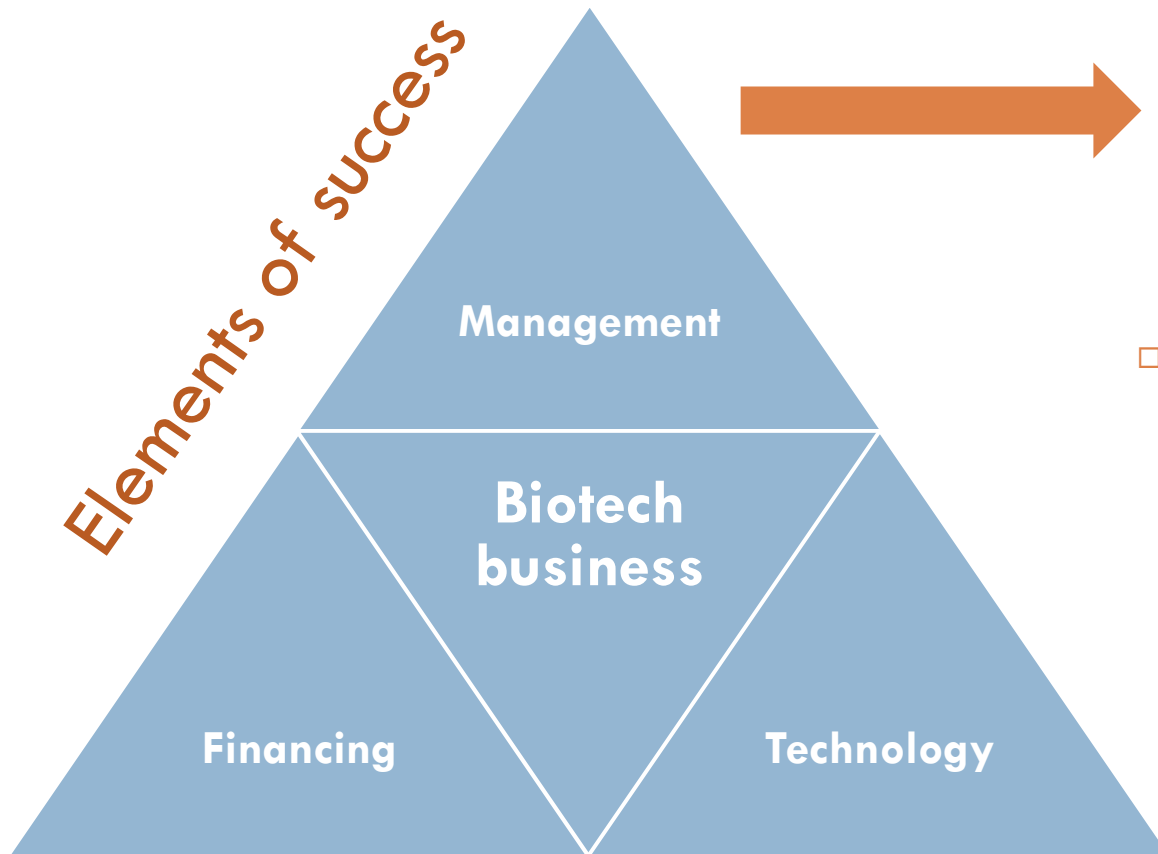 Elements of success
Management
Biotech
business
Financing
Technology